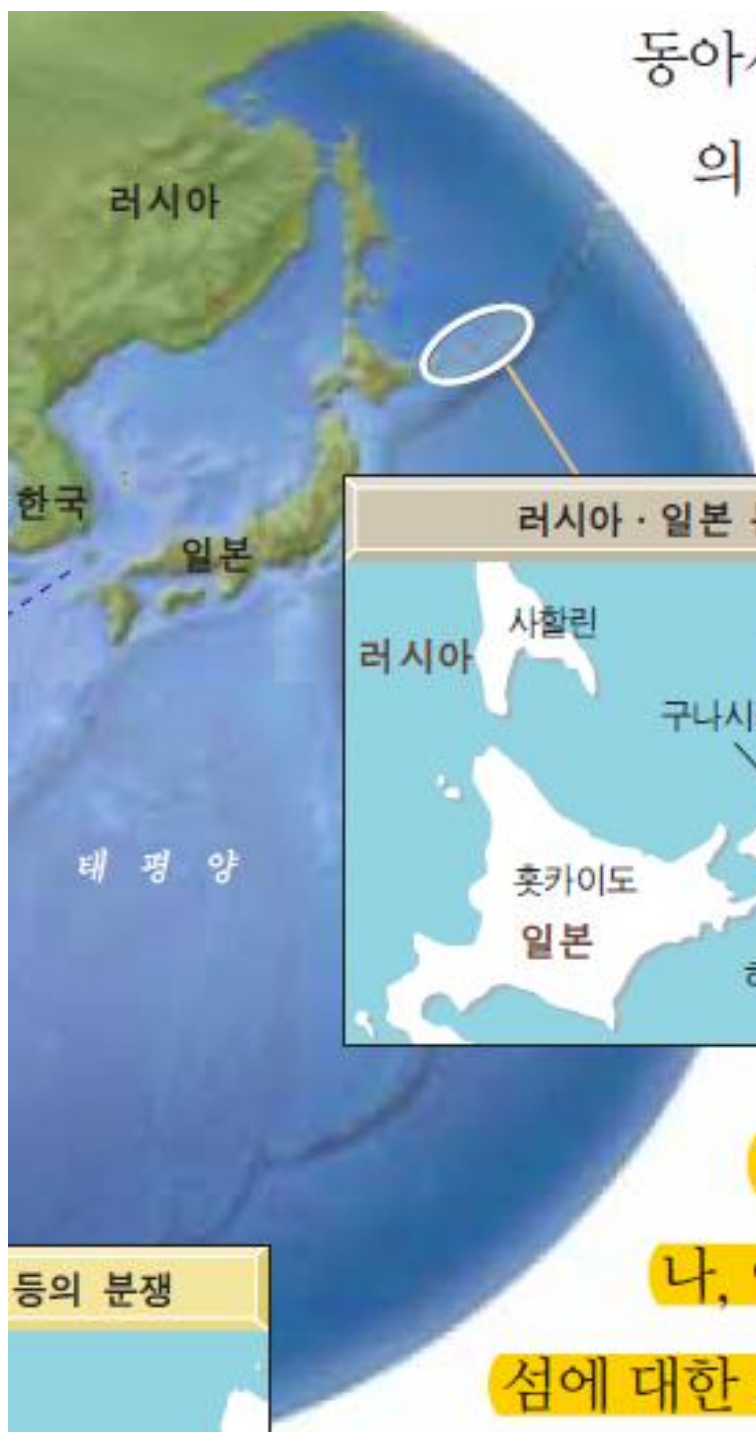 동아
의
러시아
한국
일본
러시아 · 일본
사할린
러시아
구나시
홋카이도
일본
태 평 양
등의 분쟁
나,
섬에 대한